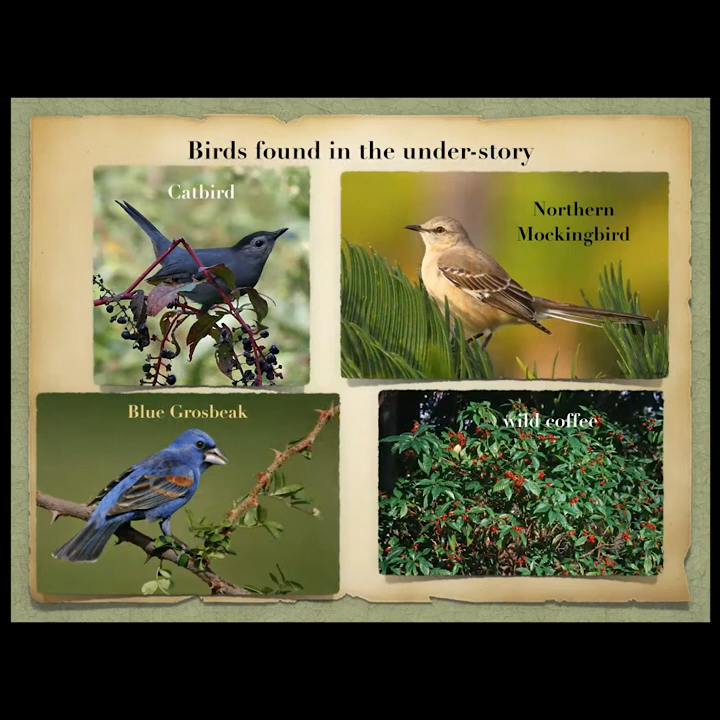 Birds found in the under-story
Catbird
Northern
Mockingbird
Blue Grosbeak
wild coffee